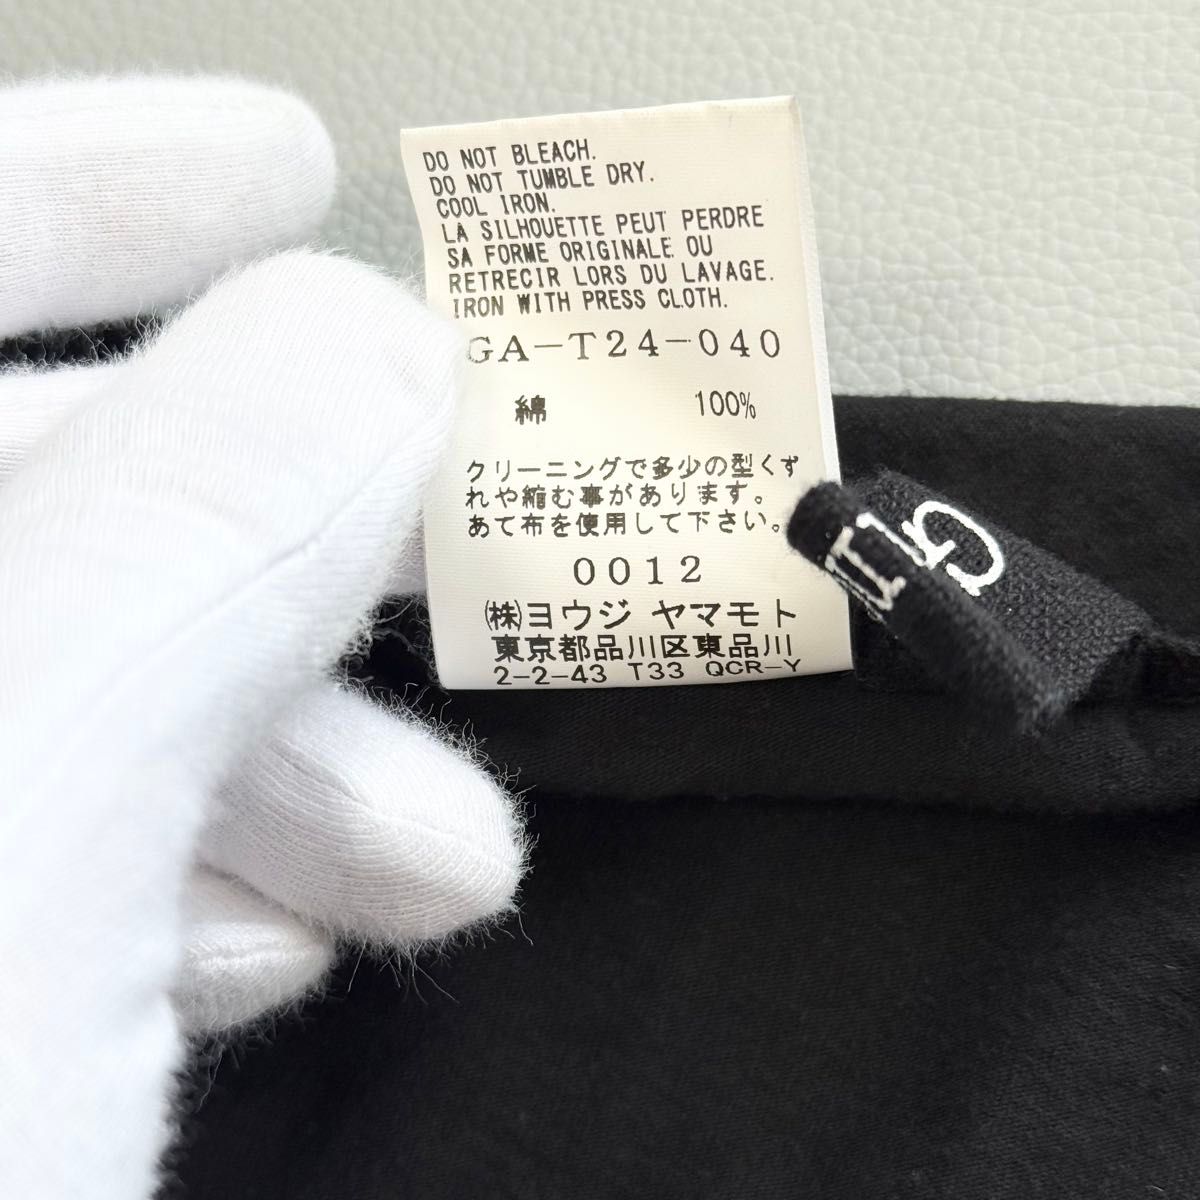 DO NOT BLEACH.
DO NOT TUMBLE DRY.
COOL IRON.
LA SILHOUETTE PEUT PERDRE
SA FORME ORIGINALE OU
RETRECIR LORS DU LAVAGE.
IRON WITH PRESS CLOTH.
GA-T24-040
綿 100%
クリーニングで多少の型くず
れや縮む事があります。
あて布を使用して下さい。
0012
㈱ヨウジ ヤマモト
東京都品川区東品川
2-2-43 T33 QCR-Y